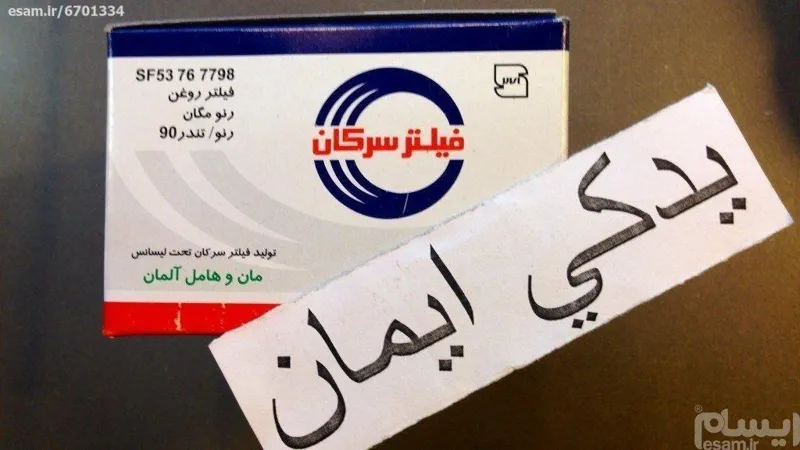 esam.ir/6701334
SF53 76 7798
فیلتر روغن
رنو مگان
رنو/ تندر90
فیلتر سرکان
تولید فیلتر سرکان تحت لیسانس
مان و هامل آلمان
يدكي ايمان
ایسام®
esam.ir